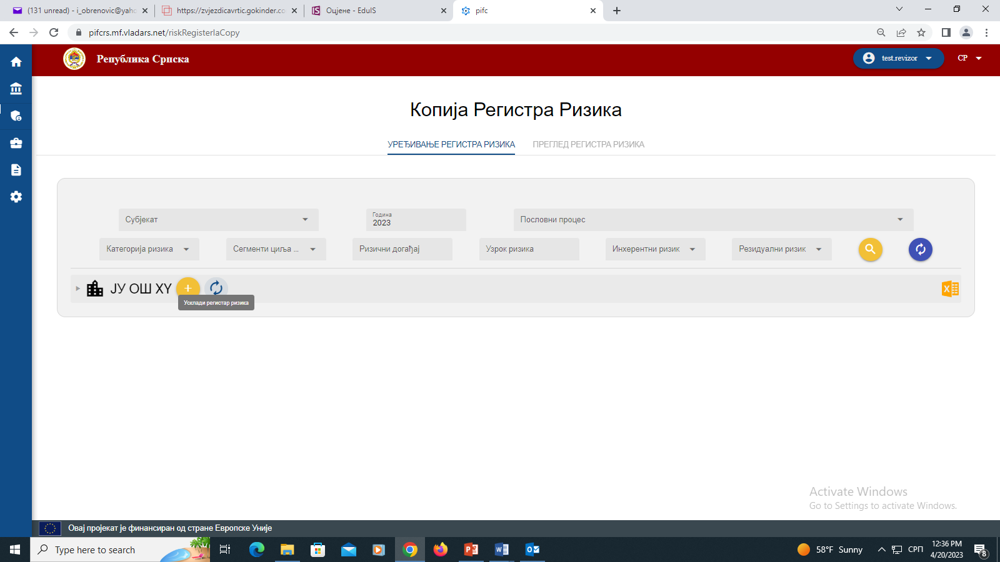 (131 unread) - i_obrenovic@yaho
https://zvjezdicavrtic.gokinder.co
Оцјене - EduIS
pifc
pifcrs.mf.vladars.net/riskRegisterIaCopy
Република Српска
test.revizor
СР
Копија Регистра Ризика
УРЕЂИВАЊЕ РЕГИСТРА РИЗИКА
ПРЕГЛЕД РЕГИСТРА РИЗИКА
Субјекат
Година
2023
Пословни процес
Категорија ризика
Сегменти циља ...
Ризични догађај
Узрок ризика
Инхерентни ризик
Резидуални ризик
ЈУ ОШ XY
Усклади регистар ризика
Activate Windows
Go to Settings to activate Windows.
Овај пројекат је финансиран од стране Европске Уније
Type here to search
58°F Sunny
СРП
12:36 PM
4/20/2023
8